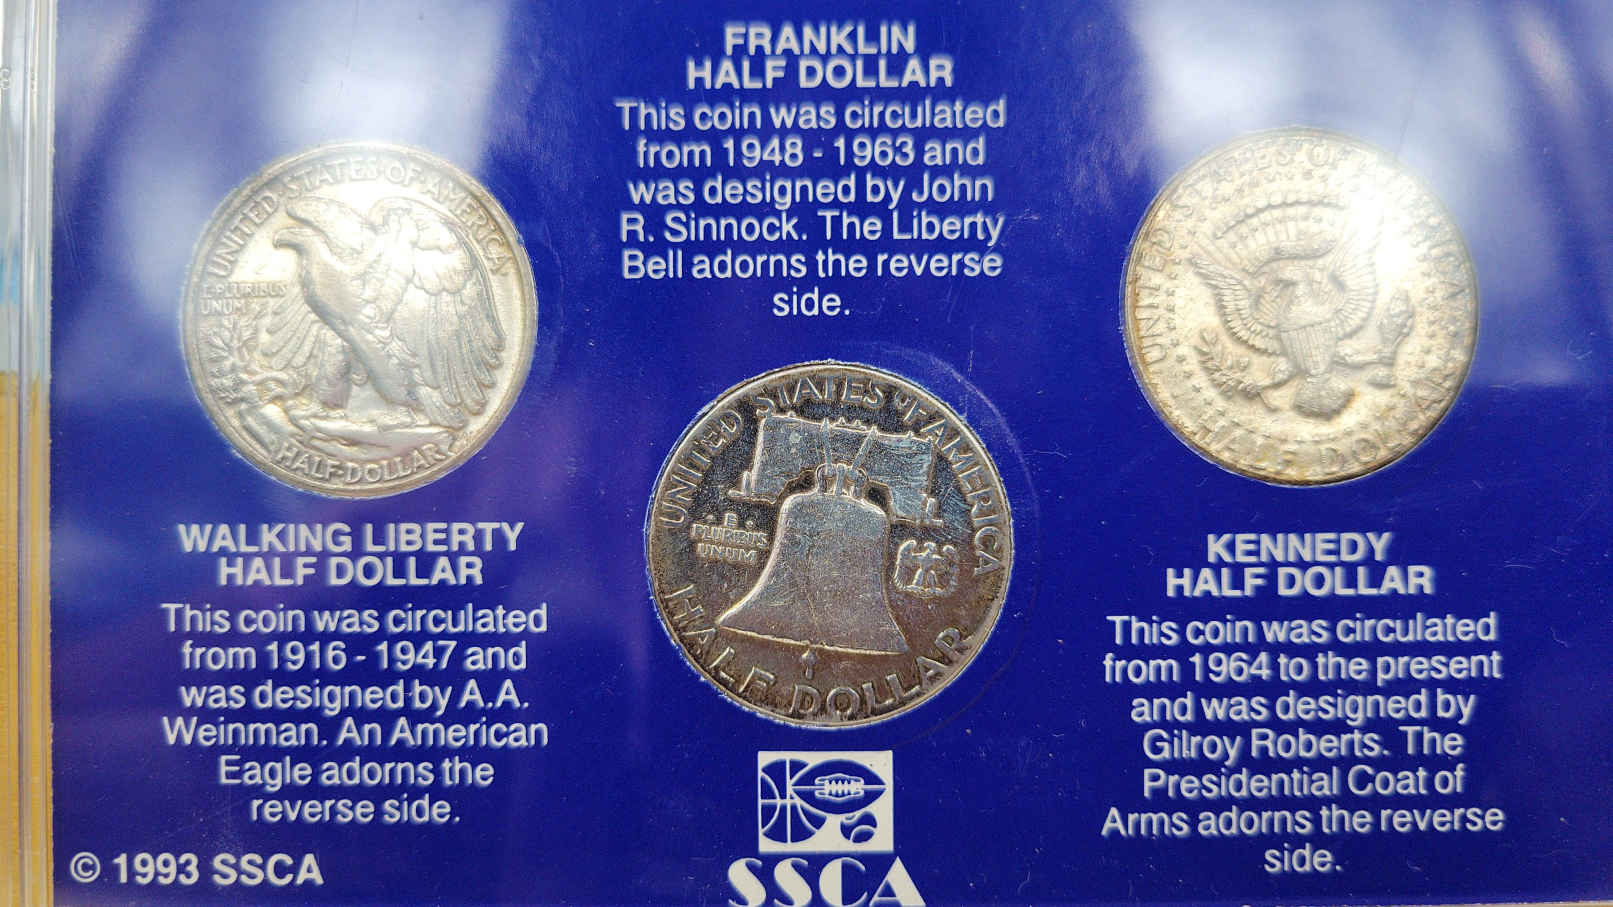 FRANKLIN
HALF DOLLAR
This coin was circulated
from 1948 - 1963 and
was designed by John
R. Sinnock. The Liberty
Bell adorns the reverse
side.
UNITED·STATES·OF·AMERICA
E·PLURIBUS
UNUM
HALF·DOLLAR
WALKING LIBERTY
HALF DOLLAR
This coin was circulated
from 1916 - 1947 and
was designed by A.A.
Weinman. An American
Eagle adorns the
reverse side.
© 1993 SSCA
UNITED STATES OF AMERICA
·E·
PLURIBUS
UNUM
HALF DOLLAR
SSCA
UNITED STATES OF AMERICA
HALF DOLLAR
KENNEDY
HALF DOLLAR
This coin was circulated
from 1964 to the present
and was designed by
Gilroy Roberts. The
Presidential Coat of
Arms adorns the reverse
side.